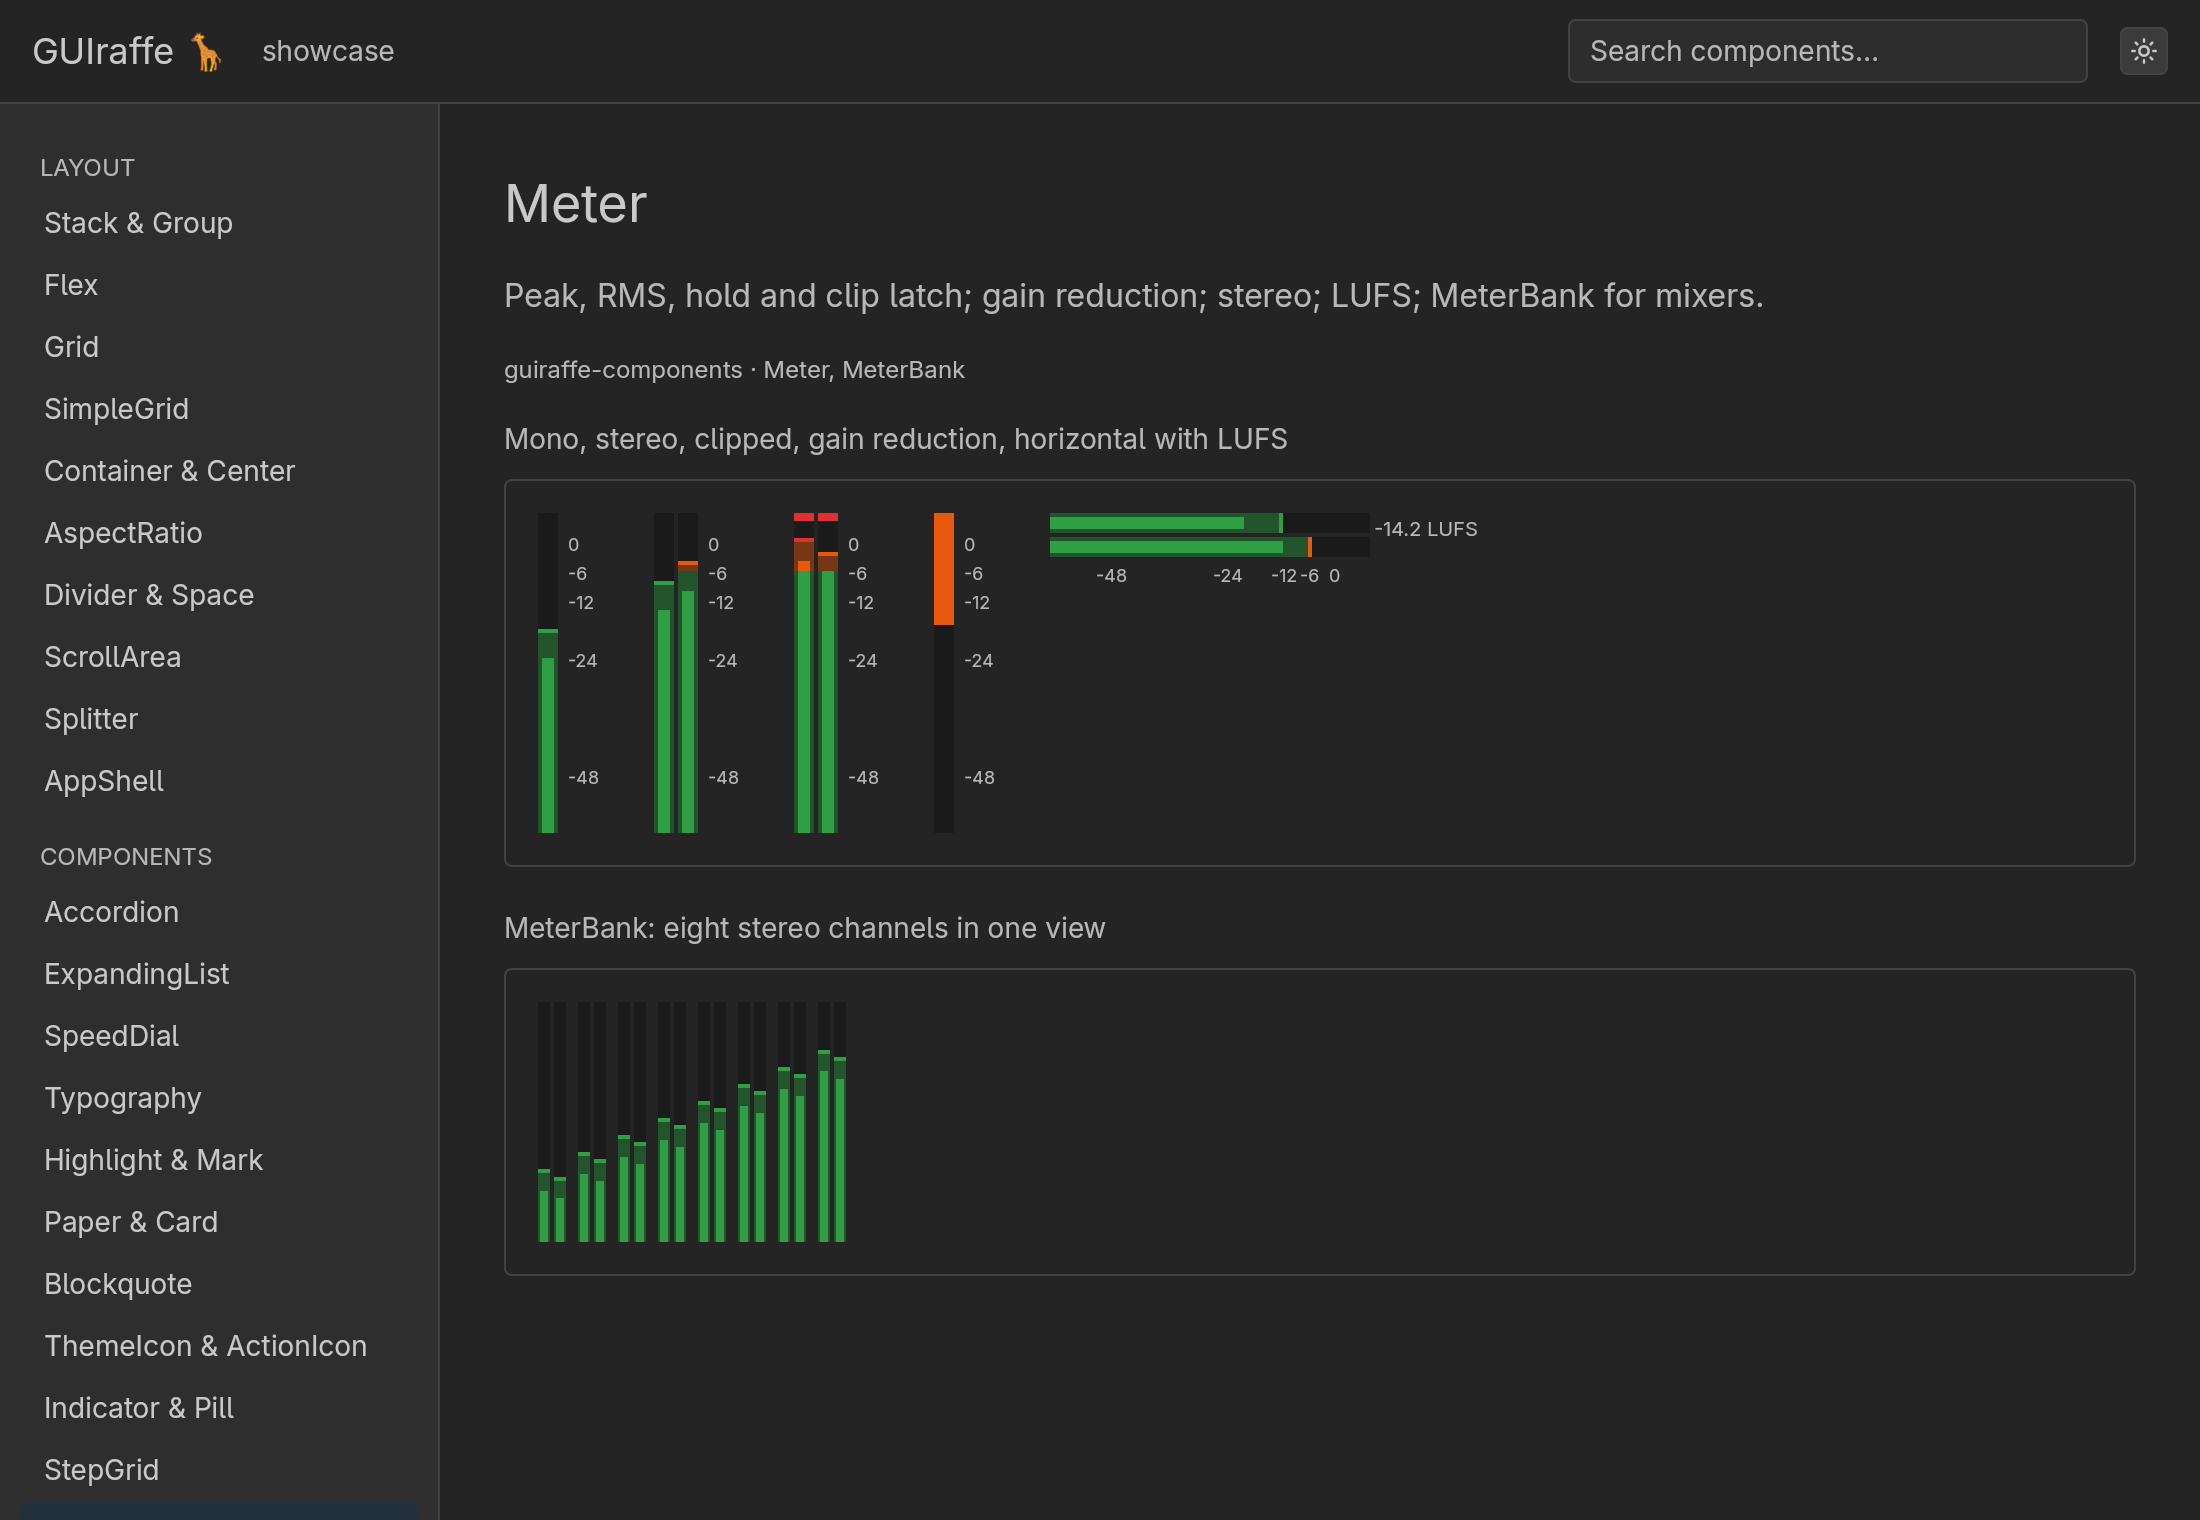 GUIraffe 🦒 showcase
Search components...
LAYOUT
Stack & Group
Flex
Grid
SimpleGrid
Container & Center
AspectRatio
Divider & Space
ScrollArea
Splitter
AppShell
COMPONENTS
Accordion
ExpandingList
SpeedDial
Typography
Highlight & Mark
Paper & Card
Blockquote
ThemeIcon & ActionIcon
Indicator & Pill
StepGrid
Meter
Peak, RMS, hold and clip latch; gain reduction; stereo; LUFS; MeterBank for mixers.
guiraffe-components · Meter, MeterBank
Mono, stereo, clipped, gain reduction, horizontal with LUFS
0
-6
-12
-24
-48
0
-6
-12
-24
-48
0
-6
-12
-24
-48
0
-6
-12
-24
-48
-14.2 LUFS
-48 -24 -12 -6 0
MeterBank: eight stereo channels in one view